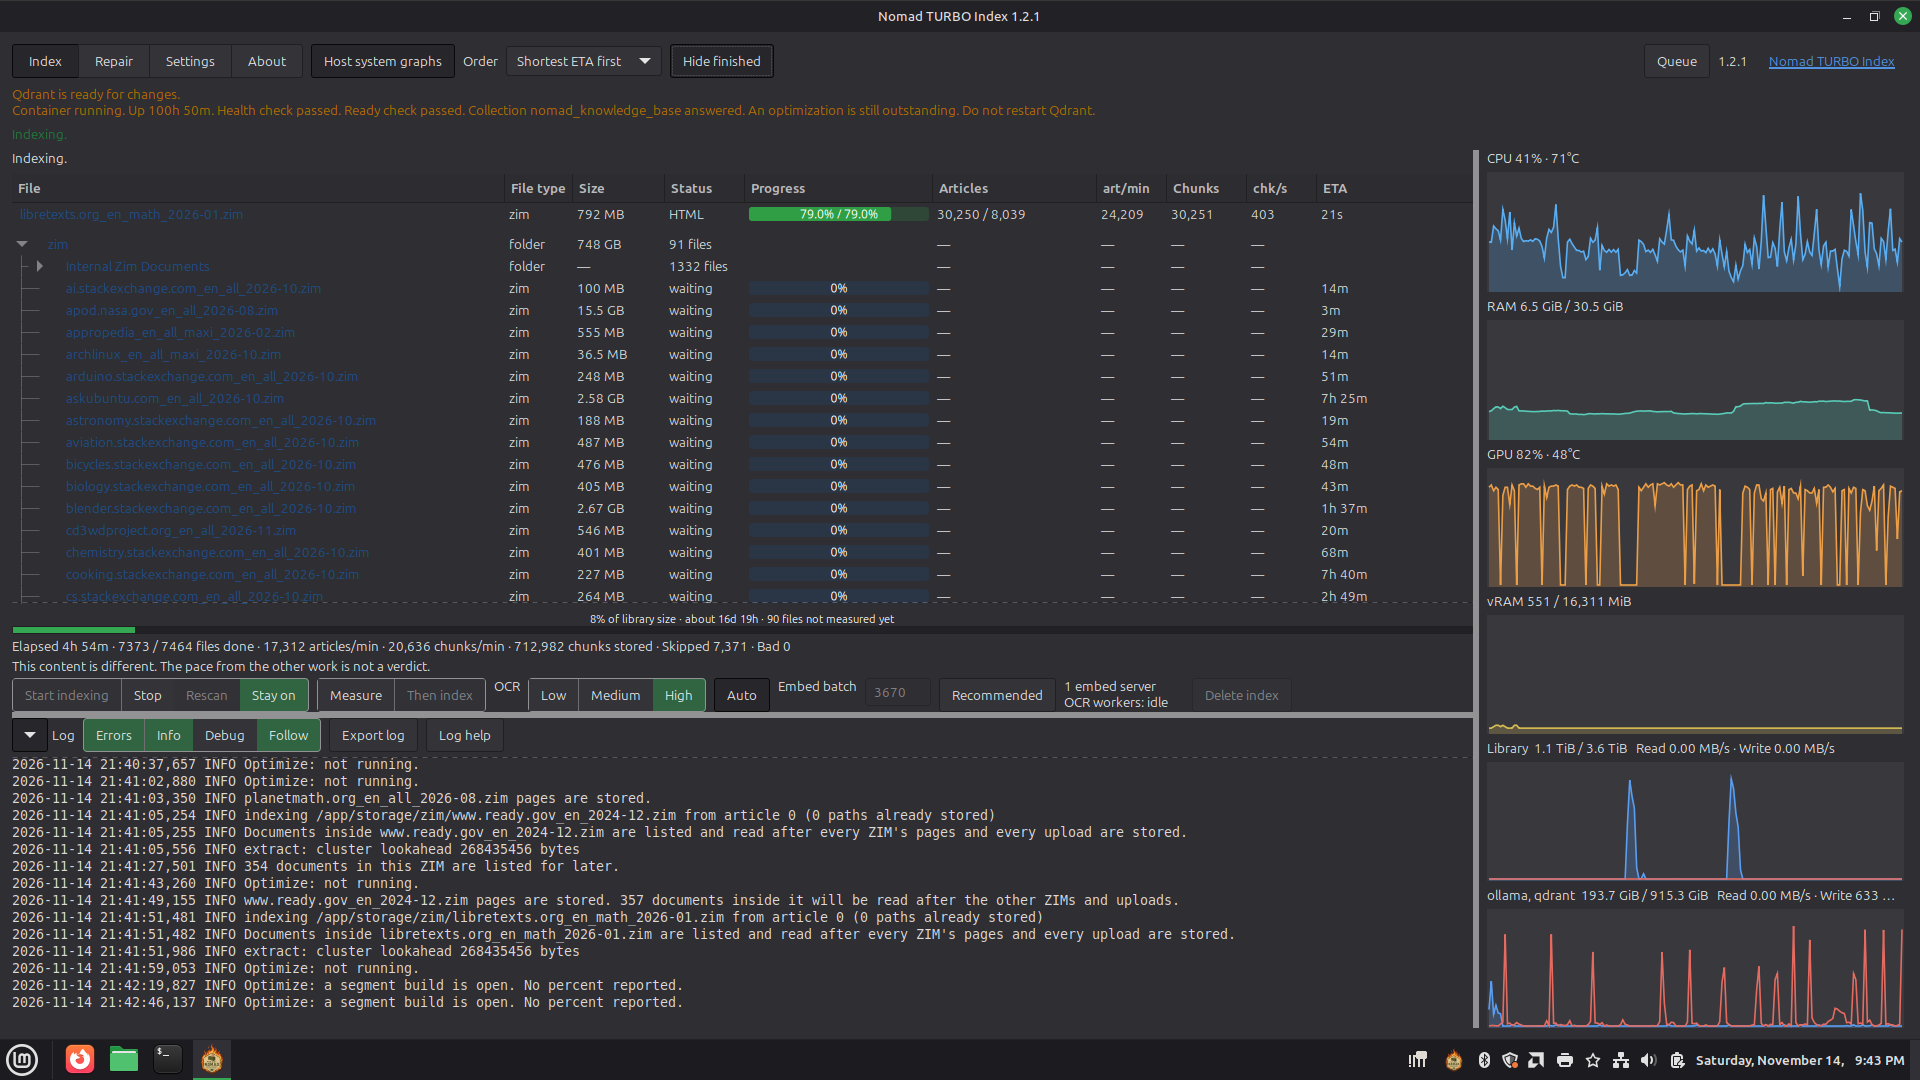 Nomad TURBO Index 1.2.1
Index Repair Settings About Host system graphs Order Shortest ETA first Hide finished Queue 1.2.1 Nomad TURBO Index
Qdrant is ready for changes.
Container running. Up 100h 50m. Health check passed. Ready check passed. Collection nomad_knowledge_base answered. An optimization is still outstanding. Do not restart Qdrant.
Indexing.
Indexing.
File File type Size Status Progress Articles art/min Chunks chk/s ETA
libretexts.org_en_math_2026-01.zim zim 792 MB HTML 79.0% / 79.0% 30,250 / 8,039 24,209 30,251 403 21s
zim folder 748 GB 91 files — — — —
Internal Zim Documents folder — 1332 files — — — —
ai.stackexchange.com_en_all_2026-10.zim zim 100 MB waiting 0% — — — — 14m
apod.nasa.gov_en_all_2026-08.zim zim 15.5 GB waiting 0% — — — — 3m
appropedia_en_all_maxi_2026-02.zim zim 555 MB waiting 0% — — — — 29m
archlinux_en_all_maxi_2026-10.zim zim 36.5 MB waiting 0% — — — — 14m
arduino.stackexchange.com_en_all_2026-10.zim zim 248 MB waiting 0% — — — — 51m
askubuntu.com_en_all_2026-10.zim zim 2.58 GB waiting 0% — — — — 7h 25m
astronomy.stackexchange.com_en_all_2026-10.zim zim 188 MB waiting 0% — — — — 19m
aviation.stackexchange.com_en_all_2026-10.zim zim 487 MB waiting 0% — — — — 54m
bicycles.stackexchange.com_en_all_2026-10.zim zim 476 MB waiting 0% — — — — 48m
biology.stackexchange.com_en_all_2026-10.zim zim 405 MB waiting 0% — — — — 43m
blender.stackexchange.com_en_all_2026-10.zim zim 2.67 GB waiting 0% — — — — 1h 37m
cd3wdproject.org_en_all_2026-11.zim zim 546 MB waiting 0% — — — — 20m
chemistry.stackexchange.com_en_all_2026-10.zim zim 401 MB waiting 0% — — — — 68m
cooking.stackexchange.com_en_all_2026-10.zim zim 227 MB waiting 0% — — — — 7h 40m
cs.stackexchange.com_en_all_2026-10.zim zim 264 MB waiting 0% — — — — 2h 49m
8% of library size · about 16d 19h · 90 files not measured yet
Elapsed 4h 54m · 7373 / 7464 files done · 17,312 articles/min · 20,636 chunks/min · 712,982 chunks stored · Skipped 7,371 · Bad 0
This content is different. The pace from the other work is not a verdict.
Start indexing Stop Rescan Stay on Measure Then index OCR Low Medium High Auto Embed batch 3670 Recommended 1 embed server Delete index
OCR workers: idle
Log Errors Info Debug Follow Export log Log help
2026-11-14 21:40:37,657 INFO Optimize: not running.
2026-11-14 21:41:02,880 INFO Optimize: not running.
2026-11-14 21:41:03,350 INFO planetmath.org_en_all_2026-08.zim pages are stored.
2026-11-14 21:41:05,254 INFO indexing /app/storage/zim/www.ready.gov_en_2024-12.zim from article 0 (0 paths already stored)
2026-11-14 21:41:05,255 INFO Documents inside www.ready.gov_en_2024-12.zim are listed and read after every ZIM's pages and every upload are stored.
2026-11-14 21:41:05,556 INFO extract: cluster lookahead 268435456 bytes
2026-11-14 21:41:27,501 INFO 354 documents in this ZIM are listed for later.
2026-11-14 21:41:43,260 INFO Optimize: not running.
2026-11-14 21:41:49,155 INFO www.ready.gov_en_2024-12.zim pages are stored. 357 documents inside it will be read after the other ZIMs and uploads.
2026-11-14 21:41:51,481 INFO indexing /app/storage/zim/libretexts.org_en_math_2026-01.zim from article 0 (0 paths already stored)
2026-11-14 21:41:51,482 INFO Documents inside libretexts.org_en_math_2026-01.zim are listed and read after every ZIM's pages and every upload are stored.
2026-11-14 21:41:51,986 INFO extract: cluster lookahead 268435456 bytes
2026-11-14 21:41:59,053 INFO Optimize: not running.
2026-11-14 21:42:19,827 INFO Optimize: a segment build is open. No percent reported.
2026-11-14 21:42:46,137 INFO Optimize: a segment build is open. No percent reported.
CPU 41% · 71°C
RAM 6.5 GiB / 30.5 GiB
GPU 82% · 48°C
vRAM 551 / 16,311 MiB
Library 1.1 TiB / 3.6 TiB Read 0.00 MB/s · Write 0.00 MB/s
ollama, qdrant 193.7 GiB / 915.3 GiB Read 0.00 MB/s · Write 633 …
Saturday, November 14, 9:43 PM